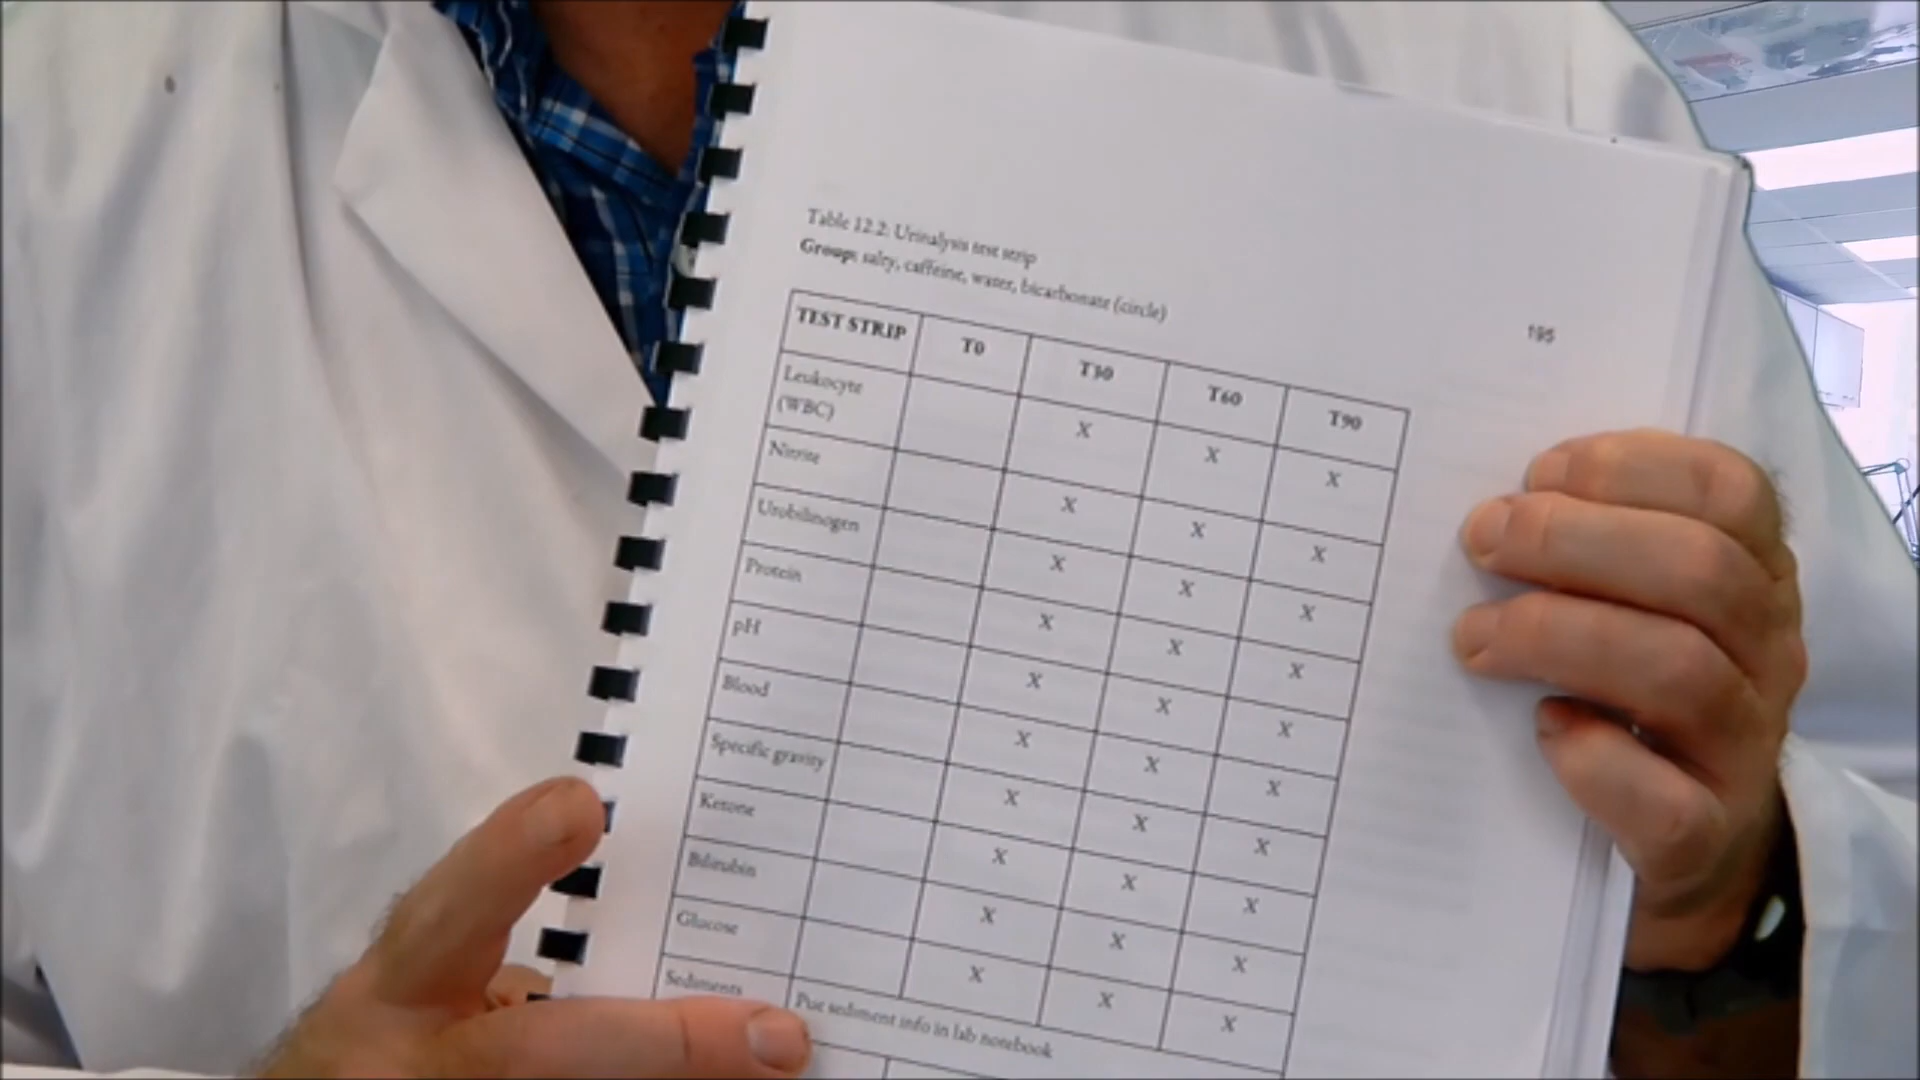 Table 12.2: Urinalysis test strip
Group: salty, caffeine, water, bicarbonate (circle)
195
TEST STRIP T0 T30 T60 T90
Leukocyte
(WBC) X X X
Nitrite X X X
Urobilinogen X X X
Protein X X X
pH X X X
Blood X X X
Specific gravity X X X
Ketone X X X
Bilirubin X X X
Glucose X X X
Sediments Put sediment info in lab notebook